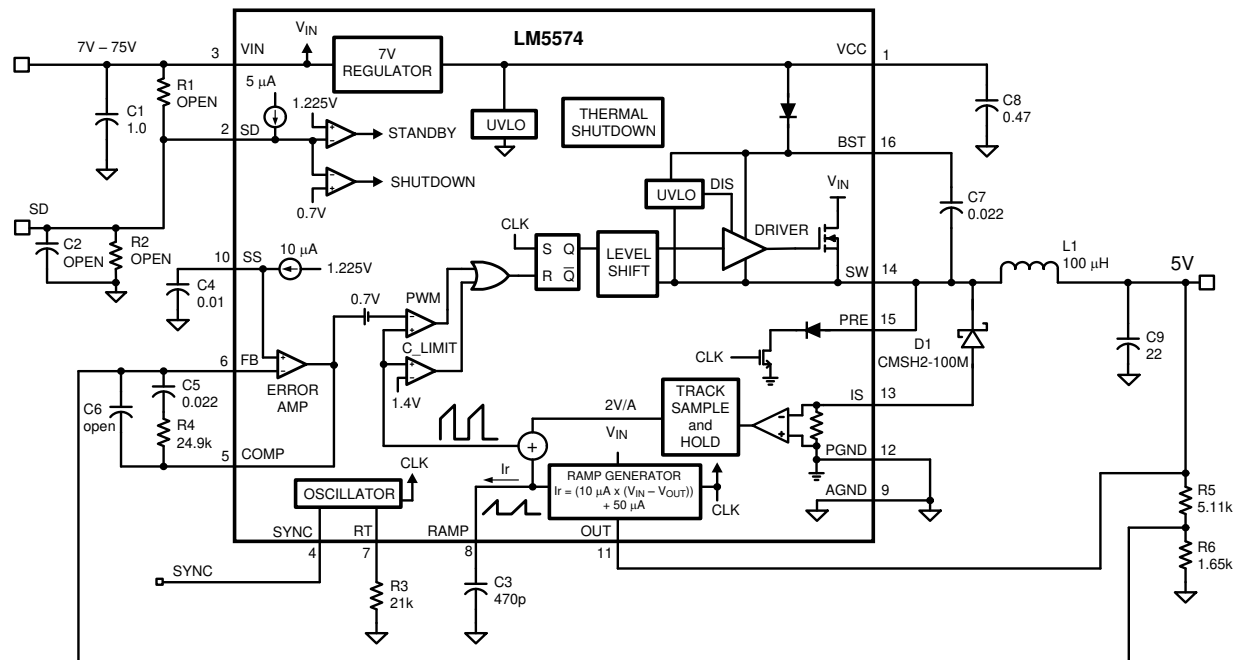 LM5574
7V – 75V
3
VIN
V_IN
7V
REGULATOR
VCC
1
R1
OPEN
C1
1.0
5 μA
1.225V
2
SD
STANDBY
UVLO
THERMAL
SHUTDOWN
C8
0.47
SHUTDOWN
0.7V
BST
16
UVLO
DIS
V_IN
C7
0.022
SD
C2
OPEN
R2
OPEN
CLK
S Q
R Q̅
LEVEL
SHIFT
DRIVER
L1
100 μH
5V
10
SS
10 μA
1.225V
C4
0.01
SW
14
0.7V
PWM
PRE
15
C_LIMIT
1.4V
CLK
D1
CMSH2-100M
C9
22
6
FB
ERROR
AMP
C5
0.022
C6
open
R4
24.9k
5
COMP
2V/A
TRACK
SAMPLE
and
HOLD
IS
13
V_IN
PGND
12
AGND
9
Ir
RAMP GENERATOR
Ir = (10 μA x (V_IN – V_OUT))
+ 50 μA
CLK
CLK
OSCILLATOR
R5
5.11k
R6
1.65k
SYNC
4
RT
7
RAMP
8
OUT
11
SYNC
R3
21k
C3
470p